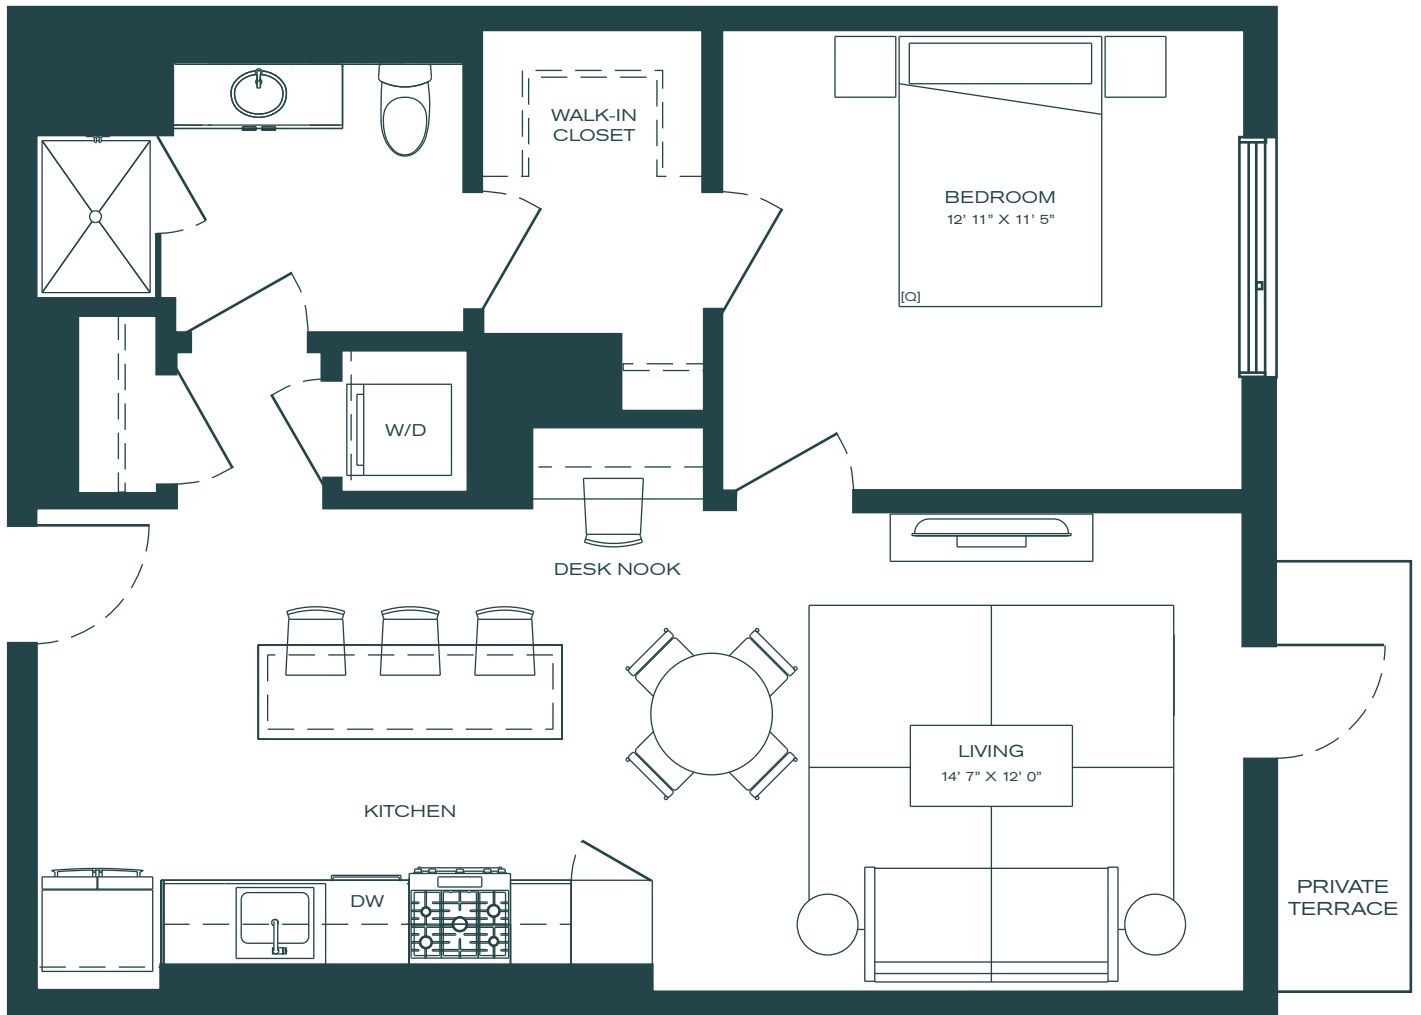 WALK-IN
CLOSET
BEDROOM
12’ 11” X 11’ 5”
[Q]
W/D
DESK NOOK
LIVING
14’ 7” X 12’ 0”
KITCHEN
DW
PRIVATE
TERRACE